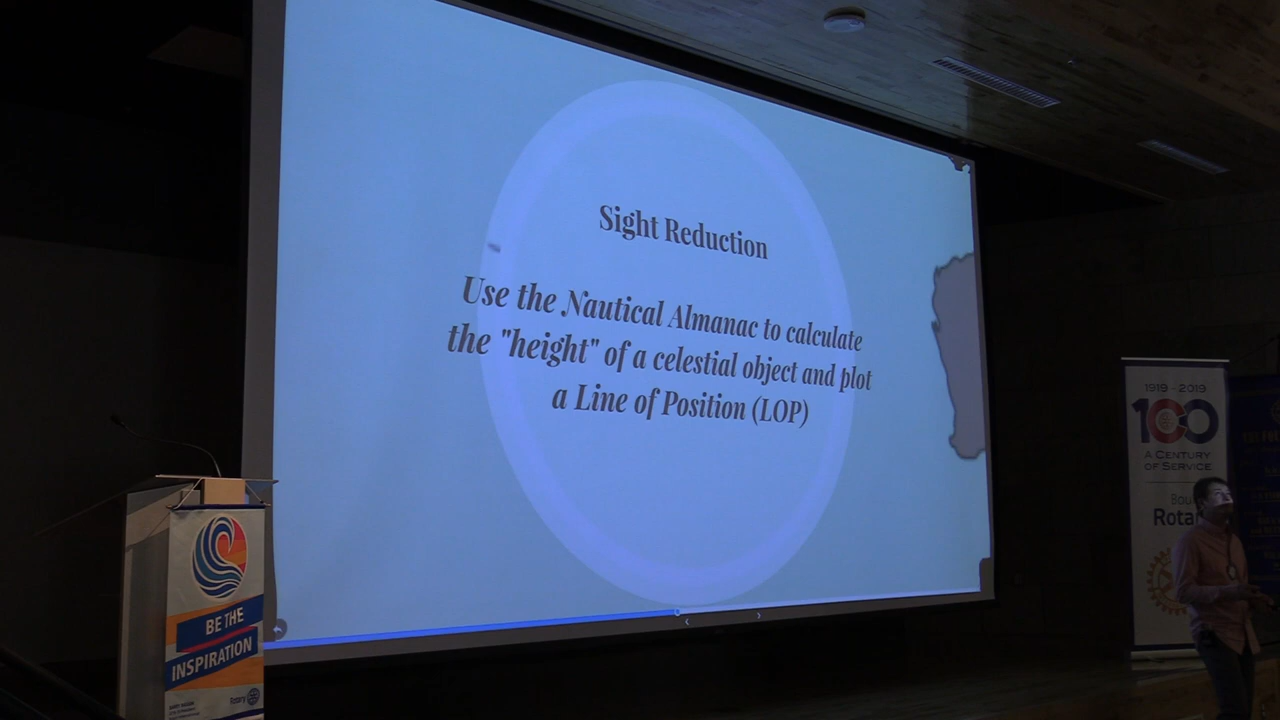 Sight Reduction
Use the Nautical Almanac to calculate
the "height" of a celestial object and plot
a Line of Position (LOP)
1919 - 2019
100
A CENTURY
OF SERVICE
Rota
BE THE
INSPIRATION
Rotary